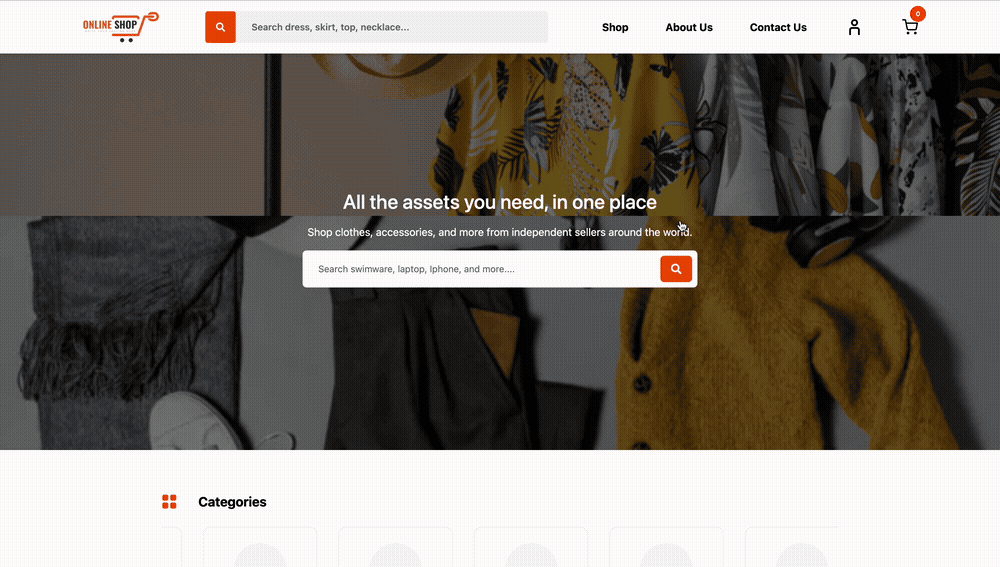 ONLINE SHOP
Search dress, skirt, top, necklace...
Shop
About Us
Contact Us
0
All the assets you need, in one place
Shop clothes, accessories, and more from independent sellers around the world.
Search swimware, laptop, Iphone, and more....
Categories